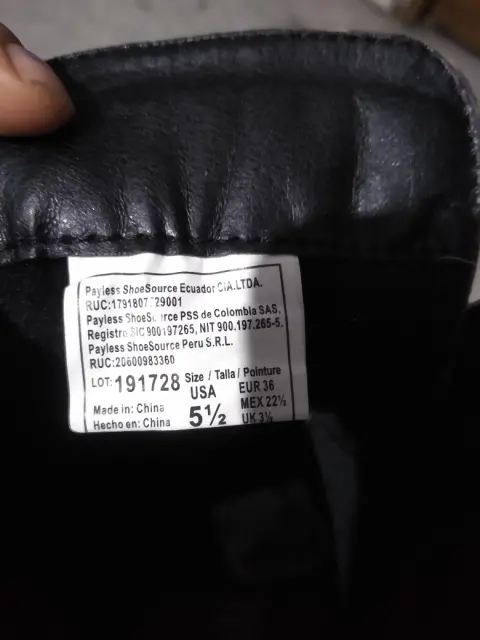 Payless ShoeSource Ecuador CIA.LTDA.
RUC:1791807729001
Payless ShoeSource PSS de Colombia SAS,
Registro SIC 900197265, NIT 900.197.265-5.
Payless ShoeSource Peru S.R.L.
RUC:20600983360
LOT: 191728
Size / Talla / Pointure
USA 5½
EUR 36
MEX 22½
UK 3½
Made in: China
Hecho en: China